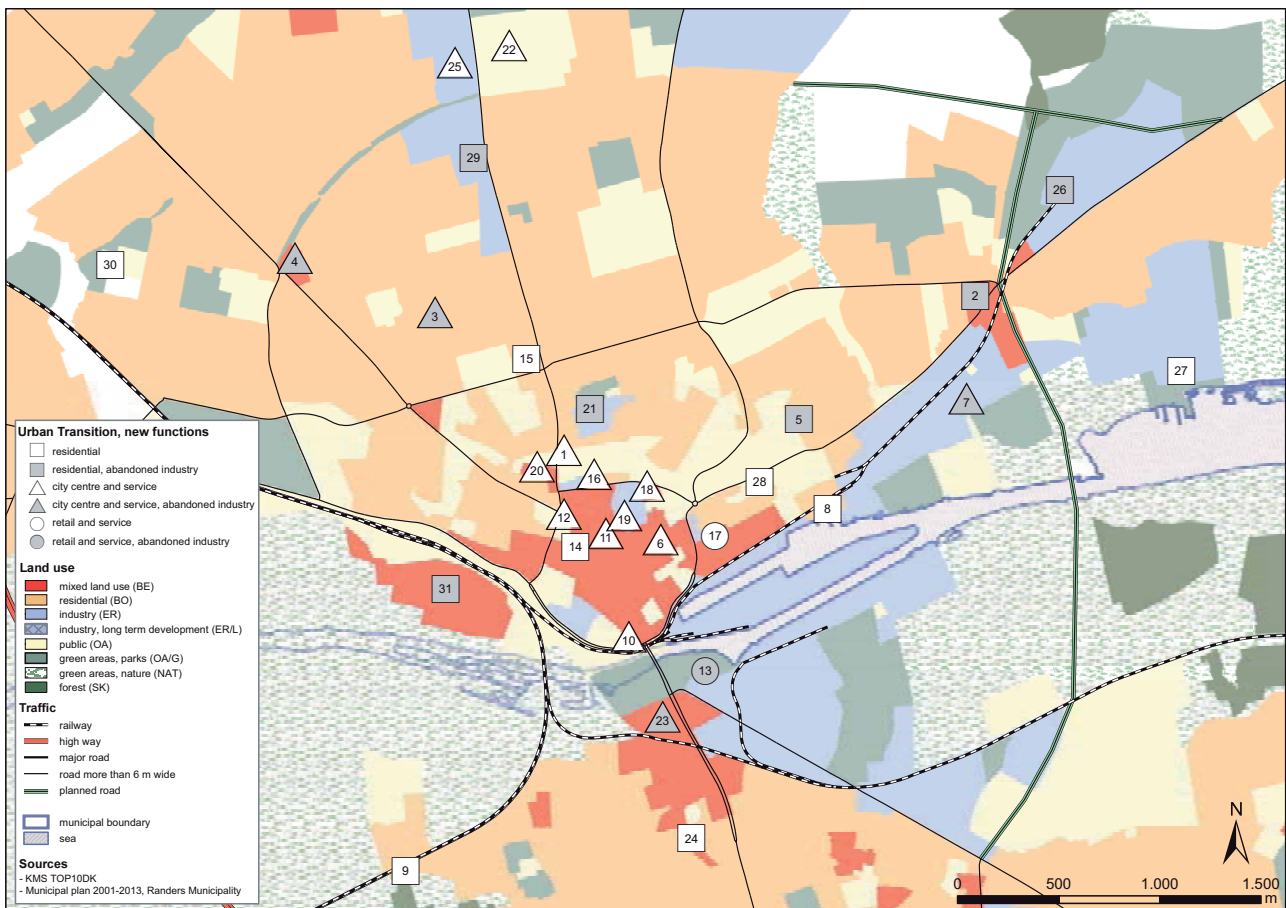 22
25
29
26
30
4
2
3
15
27
7
21
5
Urban Transition, new functions
residential
residential, abandoned industry
city centre and service
city centre and service, abandoned industry
retail and service
retail and service, abandoned industry
Land use
mixed land use (BE)
residential (BO)
industry (ER)
industry, long term development (ER/L)
public (OA)
green areas, parks (OA/G)
green areas, nature (NAT)
forest (SK)
Traffic
railway
high way
major road
road more than 6 m wide
planned road
municipal boundary
sea
Sources
- KMS TOP10DK
- Municipal plan 2001-2013, Randers Municipality
1
20
16
28
18
8
12
19
11
17
14
6
31
10
13
23
24
9
N
0 500 1.000 1.500
m